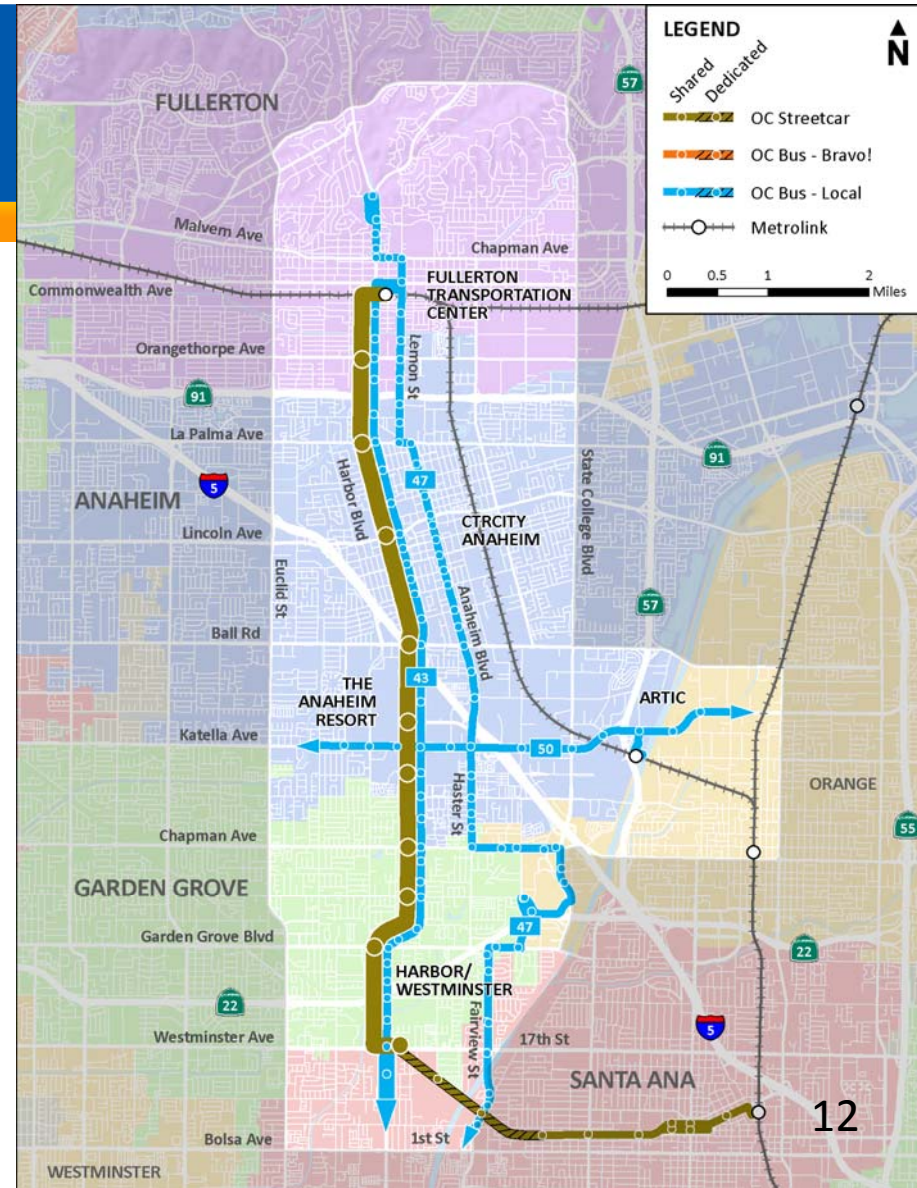 LEGEND
N
Shared
Dedicated
OC Streetcar
OC Bus - Bravo!
OC Bus - Local
Metrolink
0 0.5 1 2
Miles
57
FULLERTON
Malvern Ave
Chapman Ave
Commonwealth Ave
FULLERTON
TRANSPORTATION
CENTER
Orangethorpe Ave
Lemon St
91
La Palma Ave
Harbor Blvd
State College Blvd
91
5
47
ANAHEIM
CTRCITY
ANAHEIM
Lincoln Ave
Euclid St
Anaheim Blvd
57
Ball Rd
43
THE
ANAHEIM
RESORT
ARTIC
Katella Ave
50
ORANGE
Haster St
Chapman Ave
55
GARDEN GROVE
47
Garden Grove Blvd
22
HARBOR/
WESTMINSTER
22
Fairview St
5
Westminster Ave
17th St
SANTA ANA
12
Bolsa Ave
1st St
WESTMINSTER